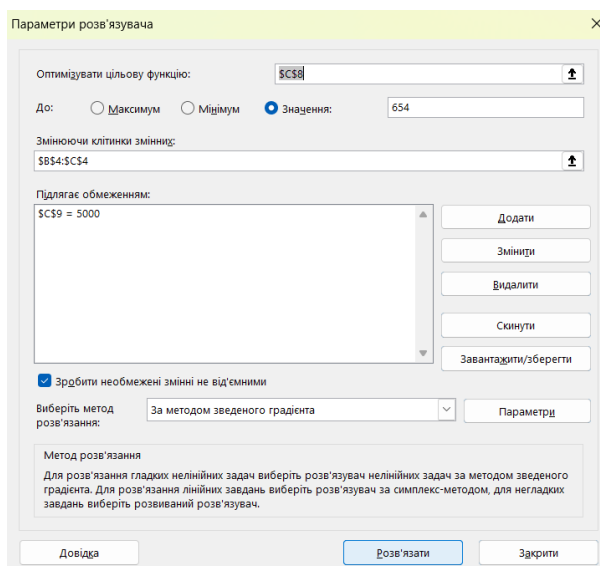 Параметри розв'язувача
Оптимізувати цільову функцію: $C$8
До: Максимум Мінімум Значення: 654
Змінюючи клітинки змінних:
$B$4:$C$4
Підлягає обмеженням:
$C$9 = 5000
Додати
Змінити
Видалити
Скинути
Завантажити/зберегти
Зробити необмежені змінні не від'ємними
Виберіть метод
розв'язання:
За методом зведеного градієнта
Параметри
Метод розв'язання
Для розв'язання гладких нелінійних задач виберіть розв'язувач нелінійних задач за методом зведеного
градієнта. Для розв'язання лінійних завдань виберіть розв'язувач за симплекс-методом, для негладких
завдань виберіть розвиваний розв'язувач.
Довідка Розв'язати Закрити